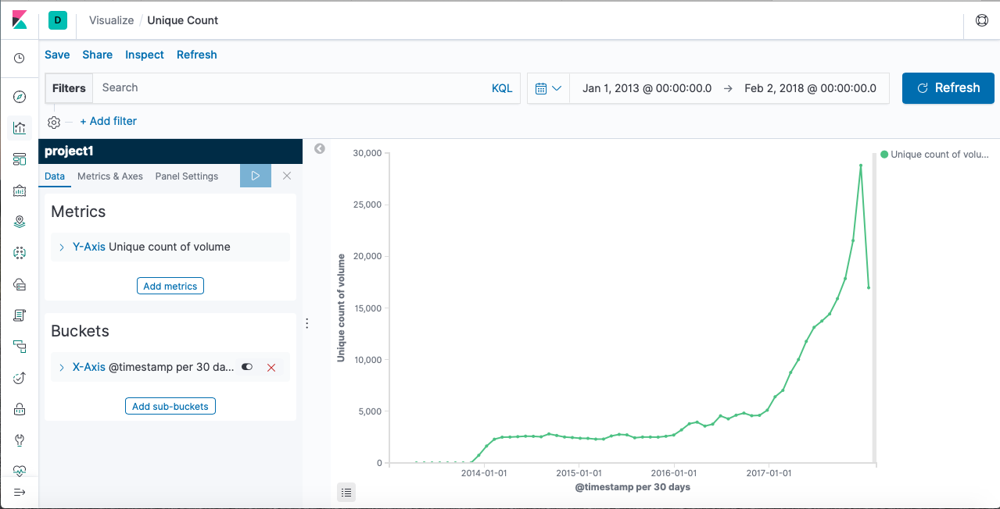 D
Visualize / Unique Count
Save Share Inspect Refresh
Filters Search KQL Jan 1, 2013 @ 00:00:00.0 → Feb 2, 2018 @ 00:00:00.0 Refresh
+ Add filter
project1
Data Metrics & Axes Panel Settings
Metrics
Y-Axis Unique count of volume
Add metrics
Buckets
X-Axis @timestamp per 30 da...
Add sub-buckets
Unique count of volume
30,000
25,000
20,000
15,000
10,000
5,000
0
2014-01-01 2015-01-01 2016-01-01 2017-01-01
@timestamp per 30 days
Unique count of volu...